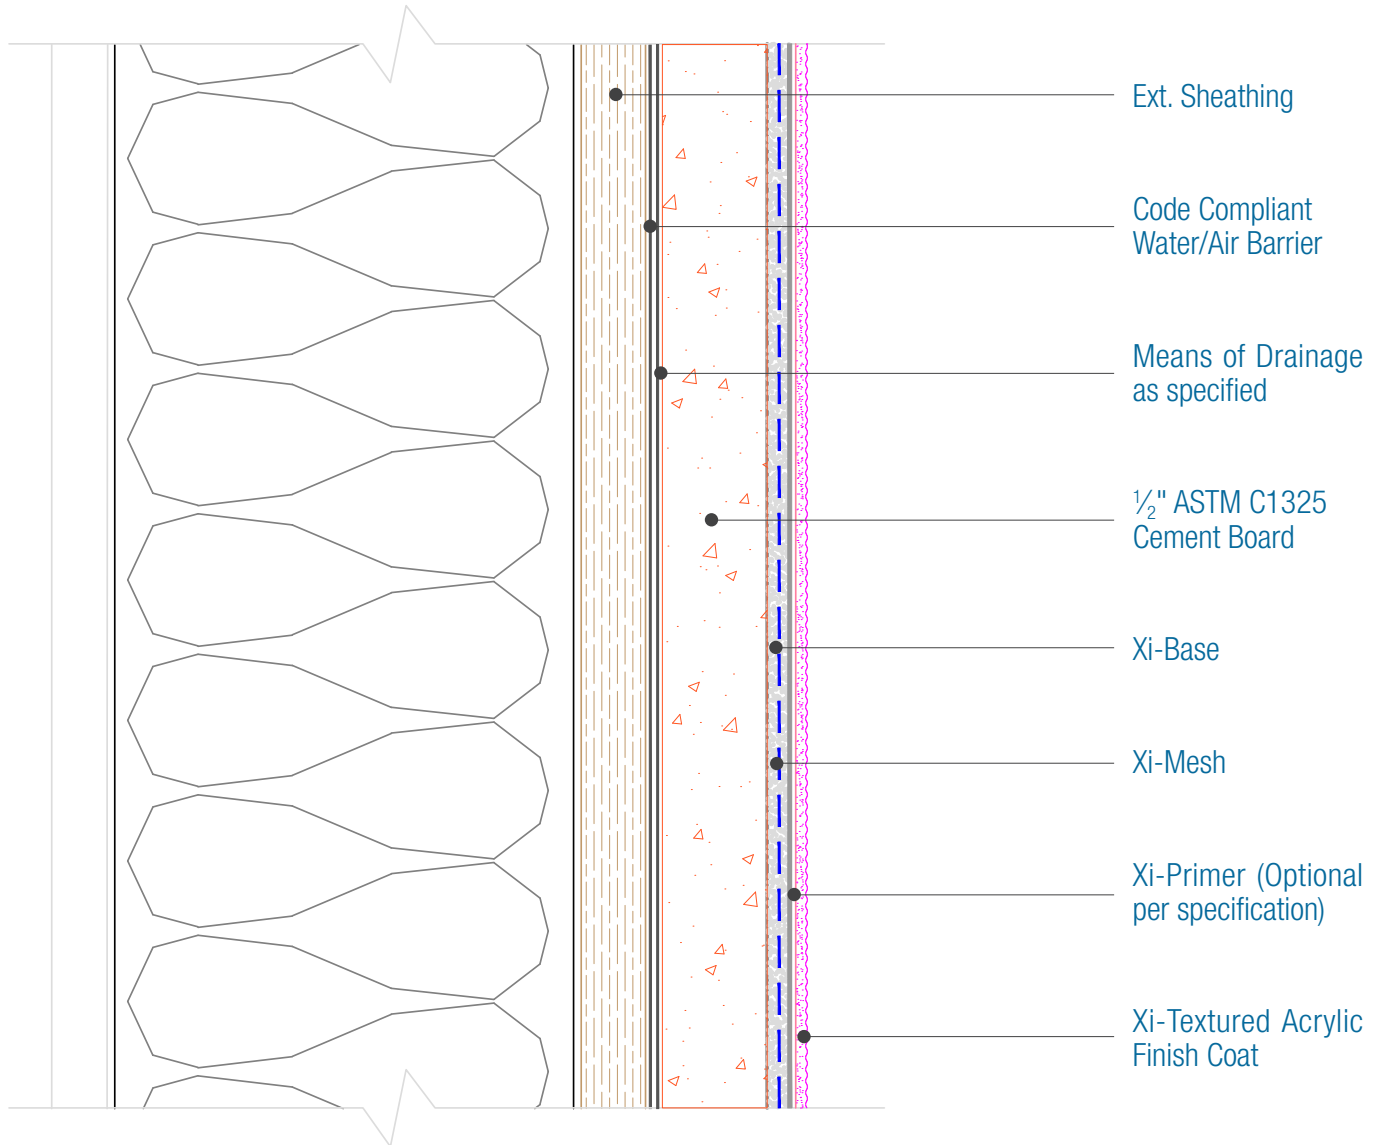 Ext. Sheathing
Code Compliant
Water/Air Barrier
Means of Drainage
as specified
½" ASTM C1325
Cement Board
Xi-Base
Xi-Mesh
Xi-Primer (Optional
per specification)
Xi-Textured Acrylic
Finish Coat